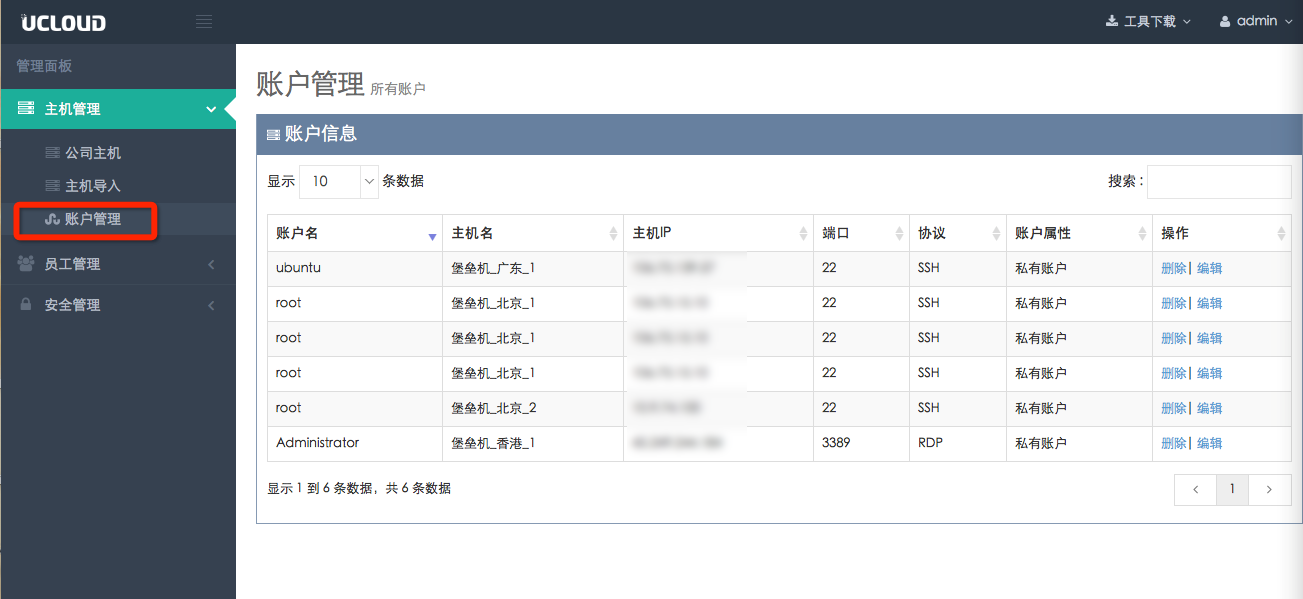 UCLOUD 工具下载 admin
管理面板
主机管理
公司主机
主机导入
账户管理
员工管理
安全管理
账户管理 所有账户
账户信息
显示 10 条数据 搜索：
账户名 主机名 主机IP 端口 协议 账户属性 操作
ubuntu 堡垒机_广东_1 22 SSH 私有账户 删除| 编辑
root 堡垒机_北京_1 22 SSH 私有账户 删除| 编辑
root 堡垒机_北京_1 22 SSH 私有账户 删除| 编辑
root 堡垒机_北京_1 22 SSH 私有账户 删除| 编辑
root 堡垒机_北京_2 22 SSH 私有账户 删除| 编辑
Administrator 堡垒机_香港_1 3389 RDP 私有账户 删除| 编辑
显示 1 到 6 条数据，共 6 条数据 1